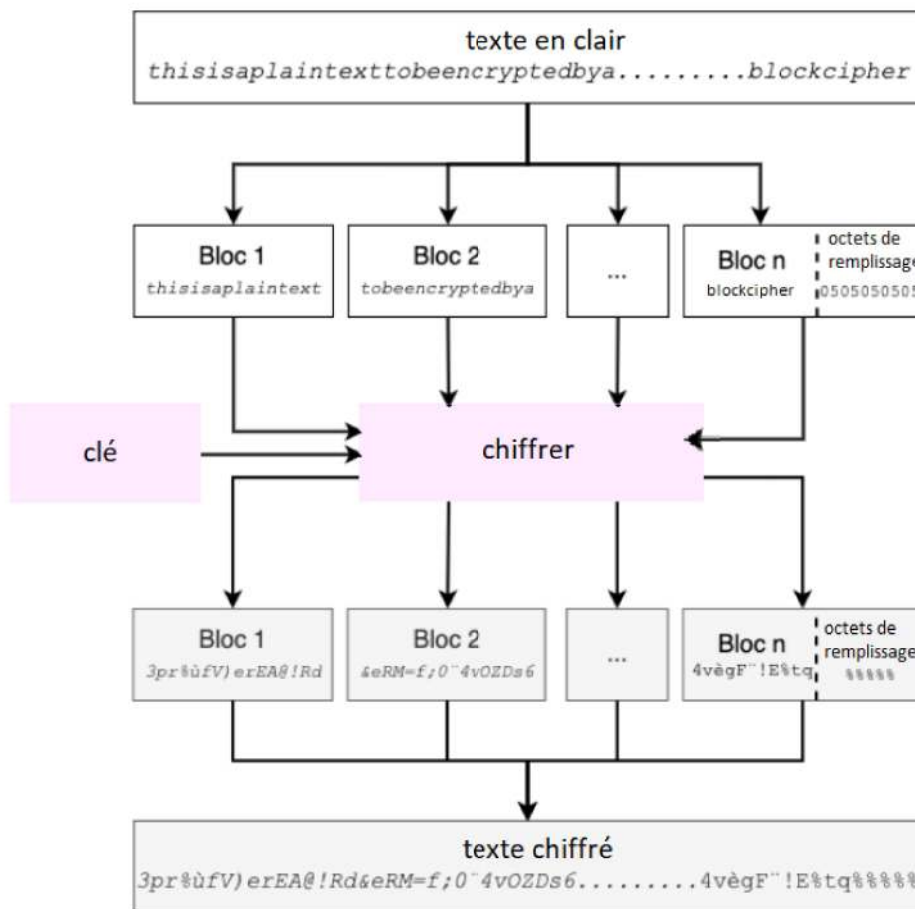 texte en clair
thisisaplaintexttobeencryptedbya.........blockcipher
Bloc 1
thisisaplaintext
Bloc 2
tobeencryptedbya
...
Bloc n
blockcipher
octets de
remplissage
0505050505
clé
chiffrer
Bloc 1
3pr%ùfV)erEA@!Rd
Bloc 2
&eRM=f;0¨4vOZDs6
...
Bloc n
4vègF¨!E%tq
octets de
remplissage
%%%%%
texte chiffré
3pr%ùfV)erEA@!Rd&eRM=f;0¨4vOZDs6.........4vègF¨!E%tq%%%%%